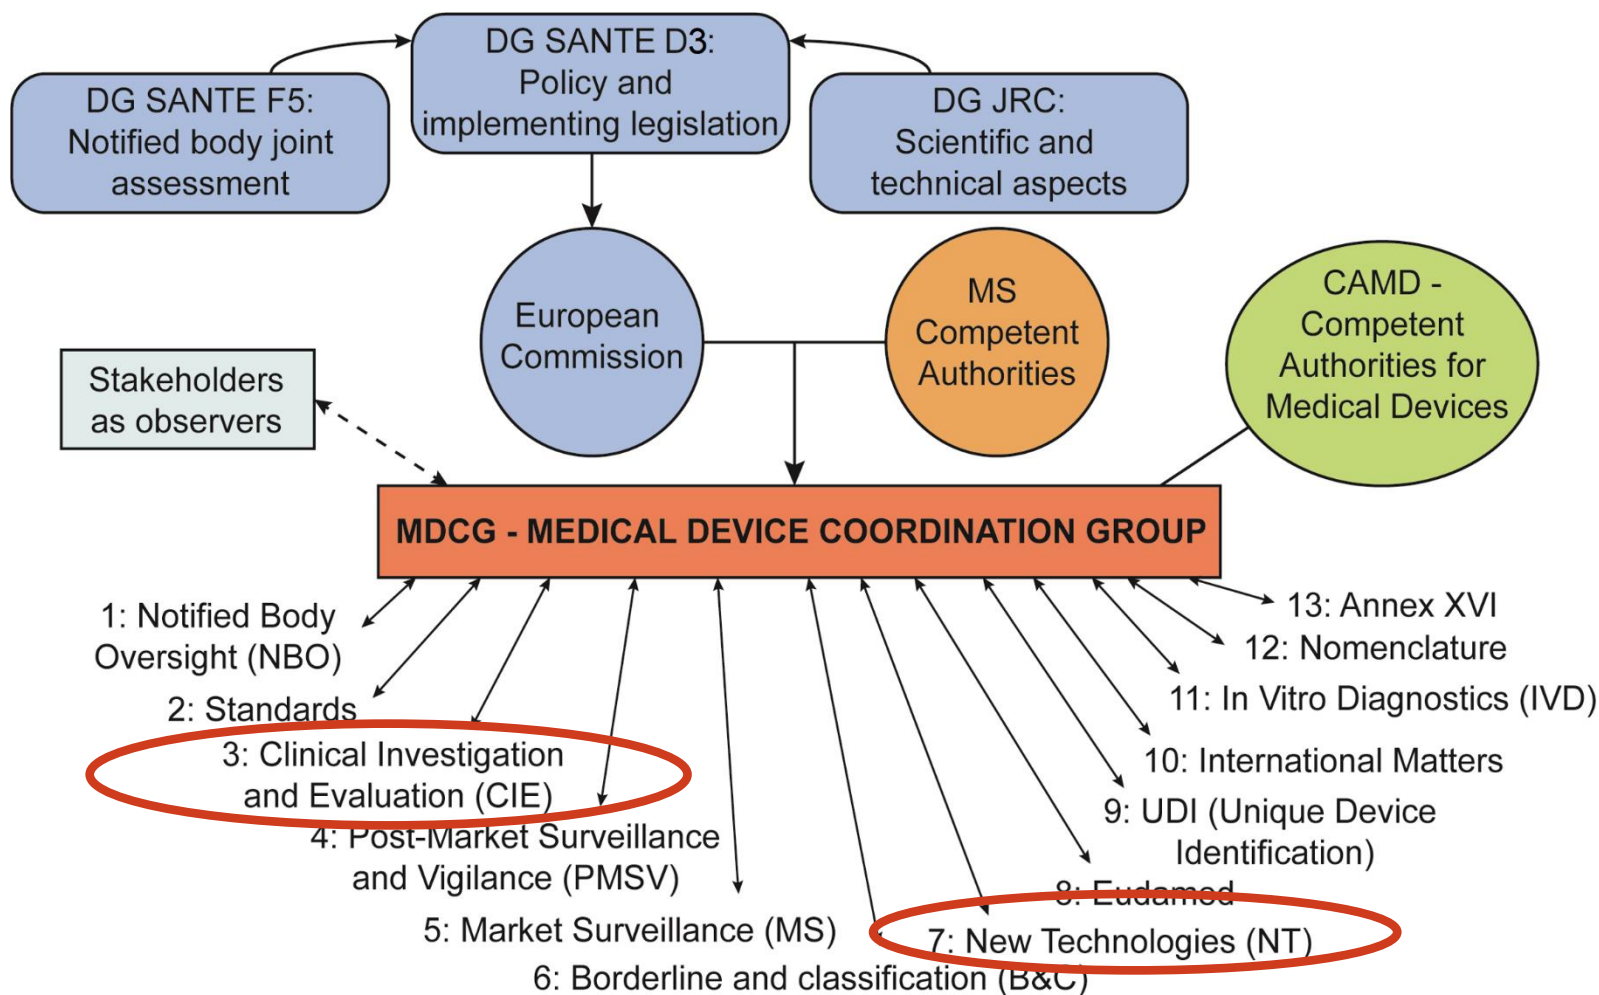 DG SANTE D3:
Policy and
implementing legislation
DG SANTE F5:
Notified body joint
assessment
DG JRC:
Scientific and
technical aspects
European
Commission
MS
Competent
Authorities
CAMD -
Competent
Authorities for
Medical Devices
Stakeholders
as observers
MDCG - MEDICAL DEVICE COORDINATION GROUP
1: Notified Body
Oversight (NBO)
2: Standards
3: Clinical Investigation
and Evaluation (CIE)
4: Post-Market Surveillance
and Vigilance (PMSV)
5: Market Surveillance (MS)
6: Borderline and classification (B&C)
7: New Technologies (NT)
8: Eudamed
9: UDI (Unique Device
Identification)
10: International Matters
11: In Vitro Diagnostics (IVD)
12: Nomenclature
13: Annex XVI